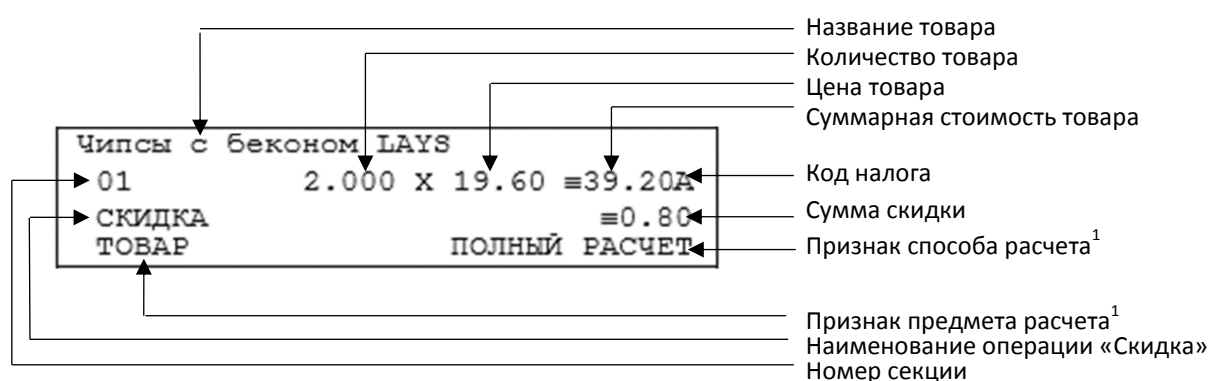 Название товара
Количество товара
Цена товара
Суммарная стоимость товара
Чипсы с беконом LAYS
01 2.000 X 19.60 ≡39.20А
Код налога
СКИДКА ≡0.80
Сумма скидки
ТОВАР ПОЛНЫЙ РАСЧЕТ
Признак способа расчета¹
Признак предмета расчета¹
Наименование операции «Скидка»
Номер секции